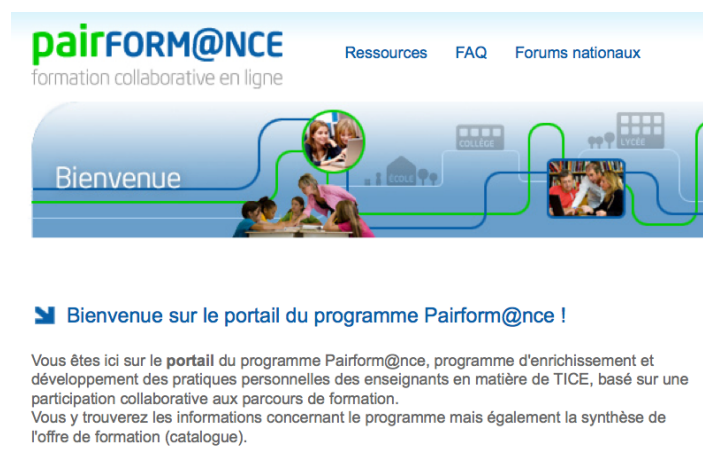 pairFORM@NCE
formation collaborative en ligne
Ressources FAQ Forums nationaux
Bienvenue
ÉCOLE
COLLÈGE
LYCÉE
Bienvenue sur le portail du programme Pairform@nce !
Vous êtes ici sur le portail du programme Pairform@nce, programme d'enrichissement et
développement des pratiques personnelles des enseignants en matière de TICE, basé sur une
participation collaborative aux parcours de formation.
Vous y trouverez les informations concernant le programme mais également la synthèse de
l'offre de formation (catalogue).